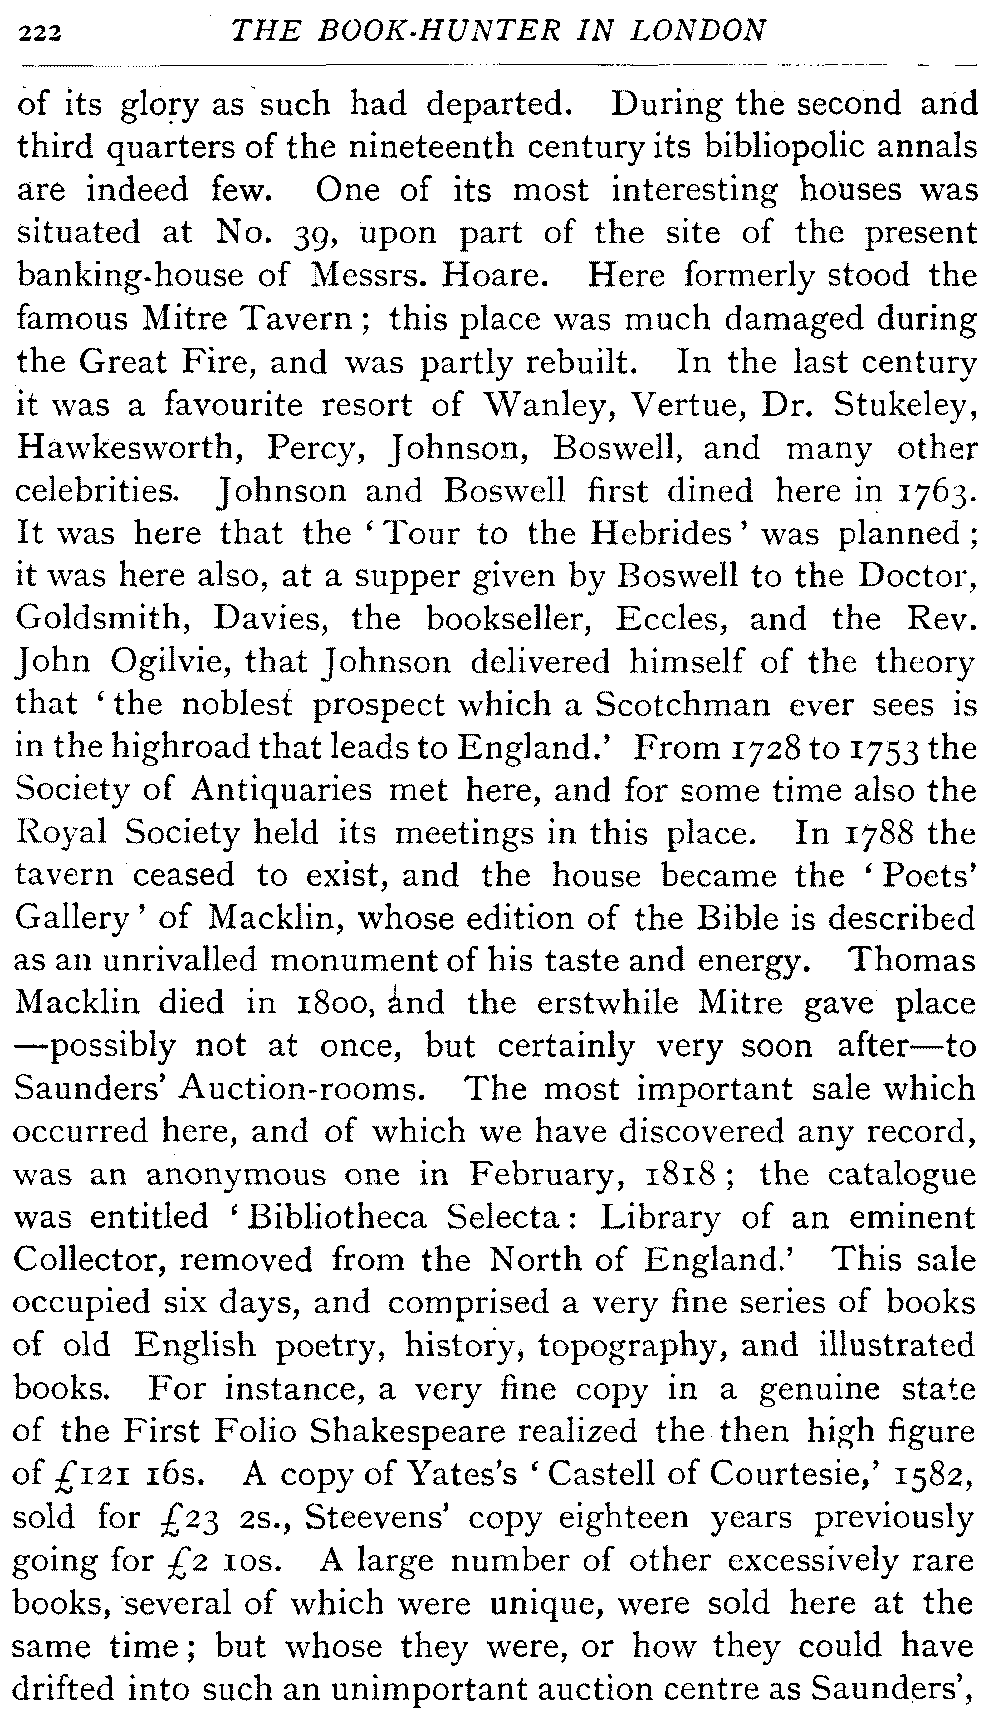 222 THE BOOK-HUNTER IN LONDON
of its glory as such had departed. During the second and
third quarters of the nineteenth century its bibliopolic annals
are indeed few. One of its most interesting houses was
situated at No. 39, upon part of the site of the present
banking-house of Messrs. Hoare. Here formerly stood the
famous Mitre Tavern; this place was much damaged during
the Great Fire, and was partly rebuilt. In the last century
it was a favourite resort of Wanley, Vertue, Dr. Stukeley,
Hawkesworth, Percy, Johnson, Boswell, and many other
celebrities. Johnson and Boswell first dined here in 1763.
It was here that the ‘Tour to the Hebrides’ was planned;
it was here also, at a supper given by Boswell to the Doctor,
Goldsmith, Davies, the bookseller, Eccles, and the Rev.
John Ogilvie, that Johnson delivered himself of the theory
that ‘the noblest prospect which a Scotchman ever sees is
in the highroad that leads to England.’ From 1728 to 1753 the
Society of Antiquaries met here, and for some time also the
Royal Society held its meetings in this place. In 1788 the
tavern ceased to exist, and the house became the ‘Poets’
Gallery’ of Macklin, whose edition of the Bible is described
as an unrivalled monument of his taste and energy. Thomas
Macklin died in 1800, and the erstwhile Mitre gave place
—possibly not at once, but certainly very soon after—to
Saunders’ Auction-rooms. The most important sale which
occurred here, and of which we have discovered any record,
was an anonymous one in February, 1818; the catalogue
was entitled ‘Bibliotheca Selecta: Library of an eminent
Collector, removed from the North of England.’ This sale
occupied six days, and comprised a very fine series of books
of old English poetry, history, topography, and illustrated
books. For instance, a very fine copy in a genuine state
of the First Folio Shakespeare realized the then high figure
of £121 16s. A copy of Yates's ‘Castell of Courtesie,’ 1582,
sold for £23 2s., Steevens’ copy eighteen years previously
going for £2 10s. A large number of other excessively rare
books, several of which were unique, were sold here at the
same time; but whose they were, or how they could have
drifted into such an unimportant auction centre as Saunders’,